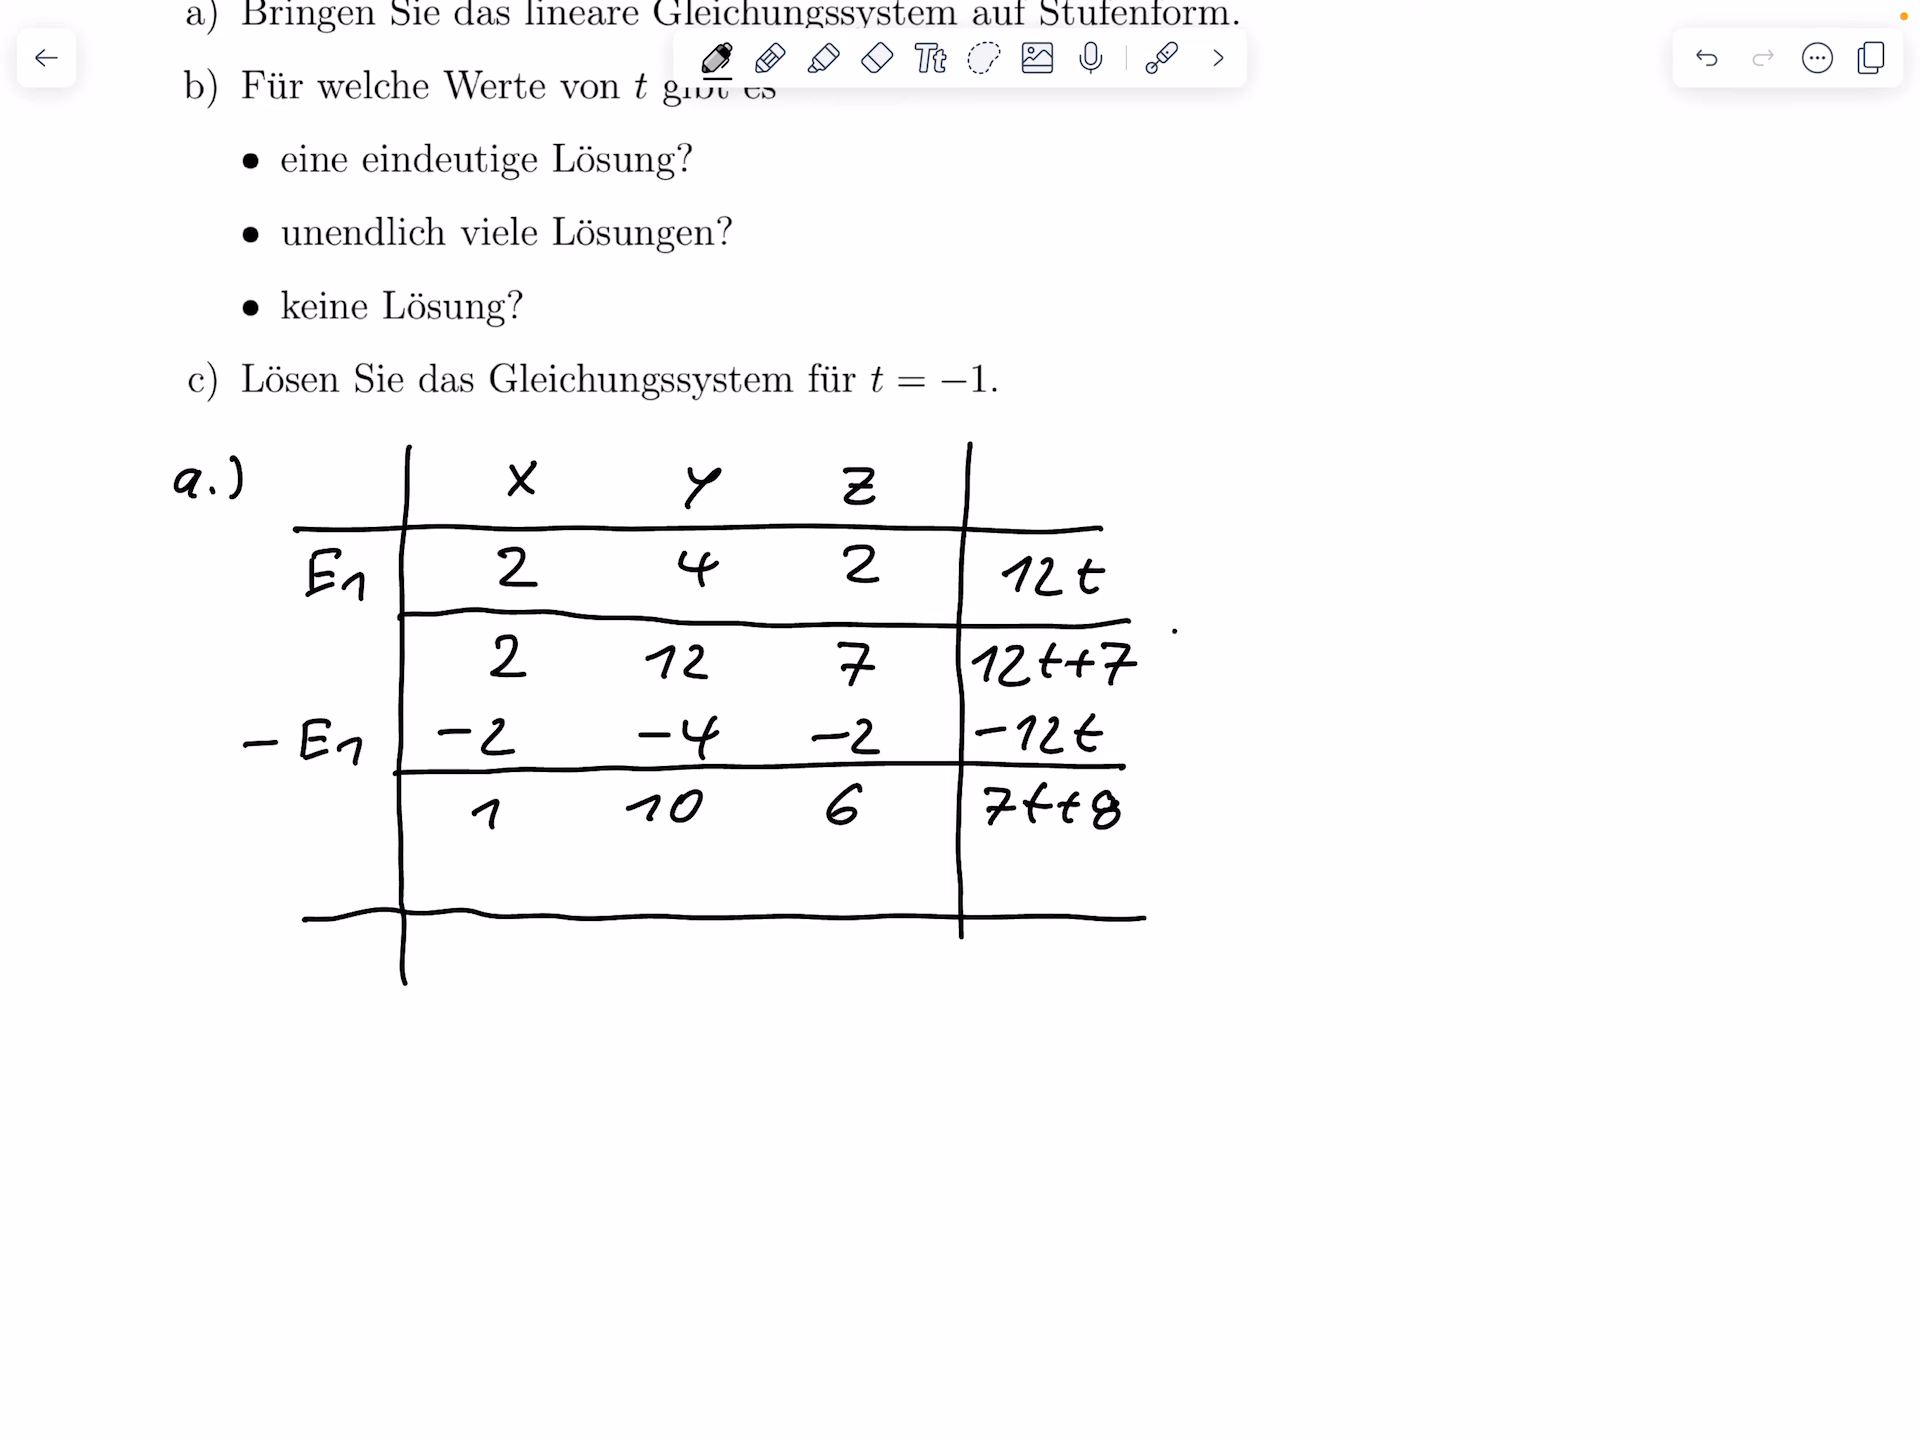 a) Bringen Sie das lineare Gleichungssystem auf Stufenform.
b) Für welche Werte von t gibt es
Tt
• eine eindeutige Lösung?
• unendlich viele Lösungen?
• keine Lösung?
c) Lösen Sie das Gleichungssystem für t = −1.
a.) x y z
E1 2 4 2 12t
2 12 7 12t+7
−E1 −2 −4 −2 −12t
1 10 6 7t+8